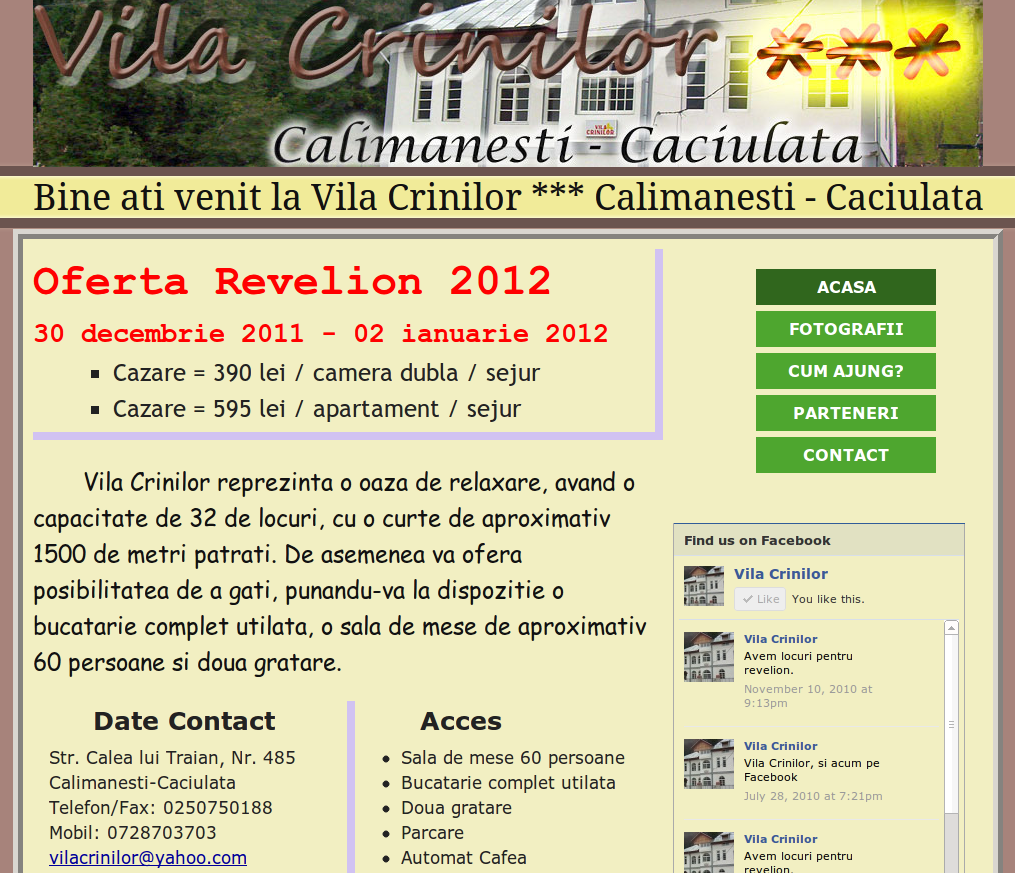 Vila Crinilor ***
VILA
CRINILOR
Calimanesti - Caciulata
Bine ati venit la Vila Crinilor *** Calimanesti - Caciulata
Oferta Revelion 2012
30 decembrie 2011 - 02 ianuarie 2012
Cazare = 390 lei / camera dubla / sejur
Cazare = 595 lei / apartament / sejur
Vila Crinilor reprezinta o oaza de relaxare, avand o
capacitate de 32 de locuri, cu o curte de aproximativ
1500 de metri patrati. De asemenea va ofera
posibilitatea de a gati, punandu-va la dispozitie o
bucatarie complet utilata, o sala de mese de aproximativ
60 persoane si doua gratare.
Date Contact
Str. Calea lui Traian, Nr. 485
Calimanesti-Caciulata
Telefon/Fax: 0250750188
Mobil: 0728703703
vilacrinilor@yahoo.com
Acces
Sala de mese 60 persoane
Bucatarie complet utilata
Doua gratare
Parcare
Automat Cafea
ACASA
FOTOGRAFII
CUM AJUNG?
PARTENERI
CONTACT
Find us on Facebook
Vila Crinilor
Like You like this.
Vila Crinilor
Avem locuri pentru
revelion.
November 10, 2010 at
9:13pm
Vila Crinilor
Vila Crinilor, si acum pe
Facebook
July 28, 2010 at 7:21pm
Vila Crinilor
Avem locuri pentru
revelion.